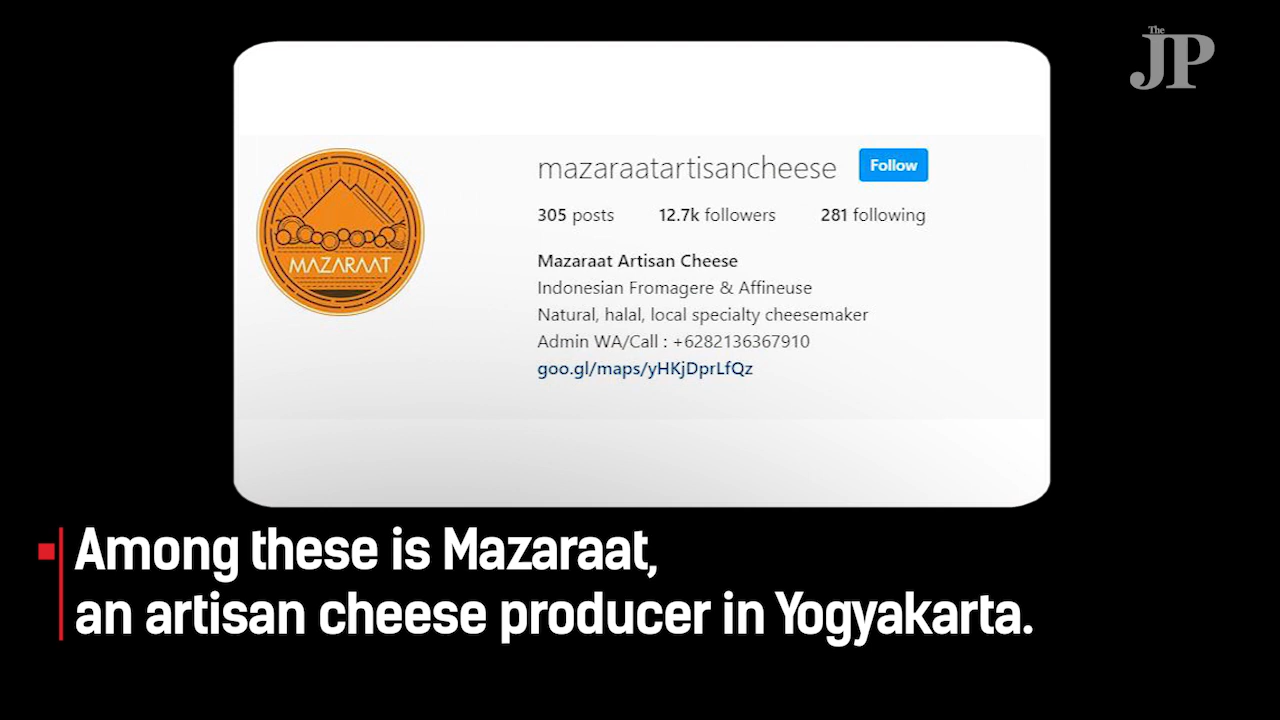 The
JP
mazaraatartisancheese Follow
305 posts 12.7k followers 281 following
MAZARAAT
Mazaraat Artisan Cheese
Indonesian Fromagere & Affineuse
Natural, halal, local specialty cheesemaker
Admin WA/Call : +6282136367910
goo.gl/maps/yHKjDprLfQz
Among these is Mazaraat,
an artisan cheese producer in Yogyakarta.